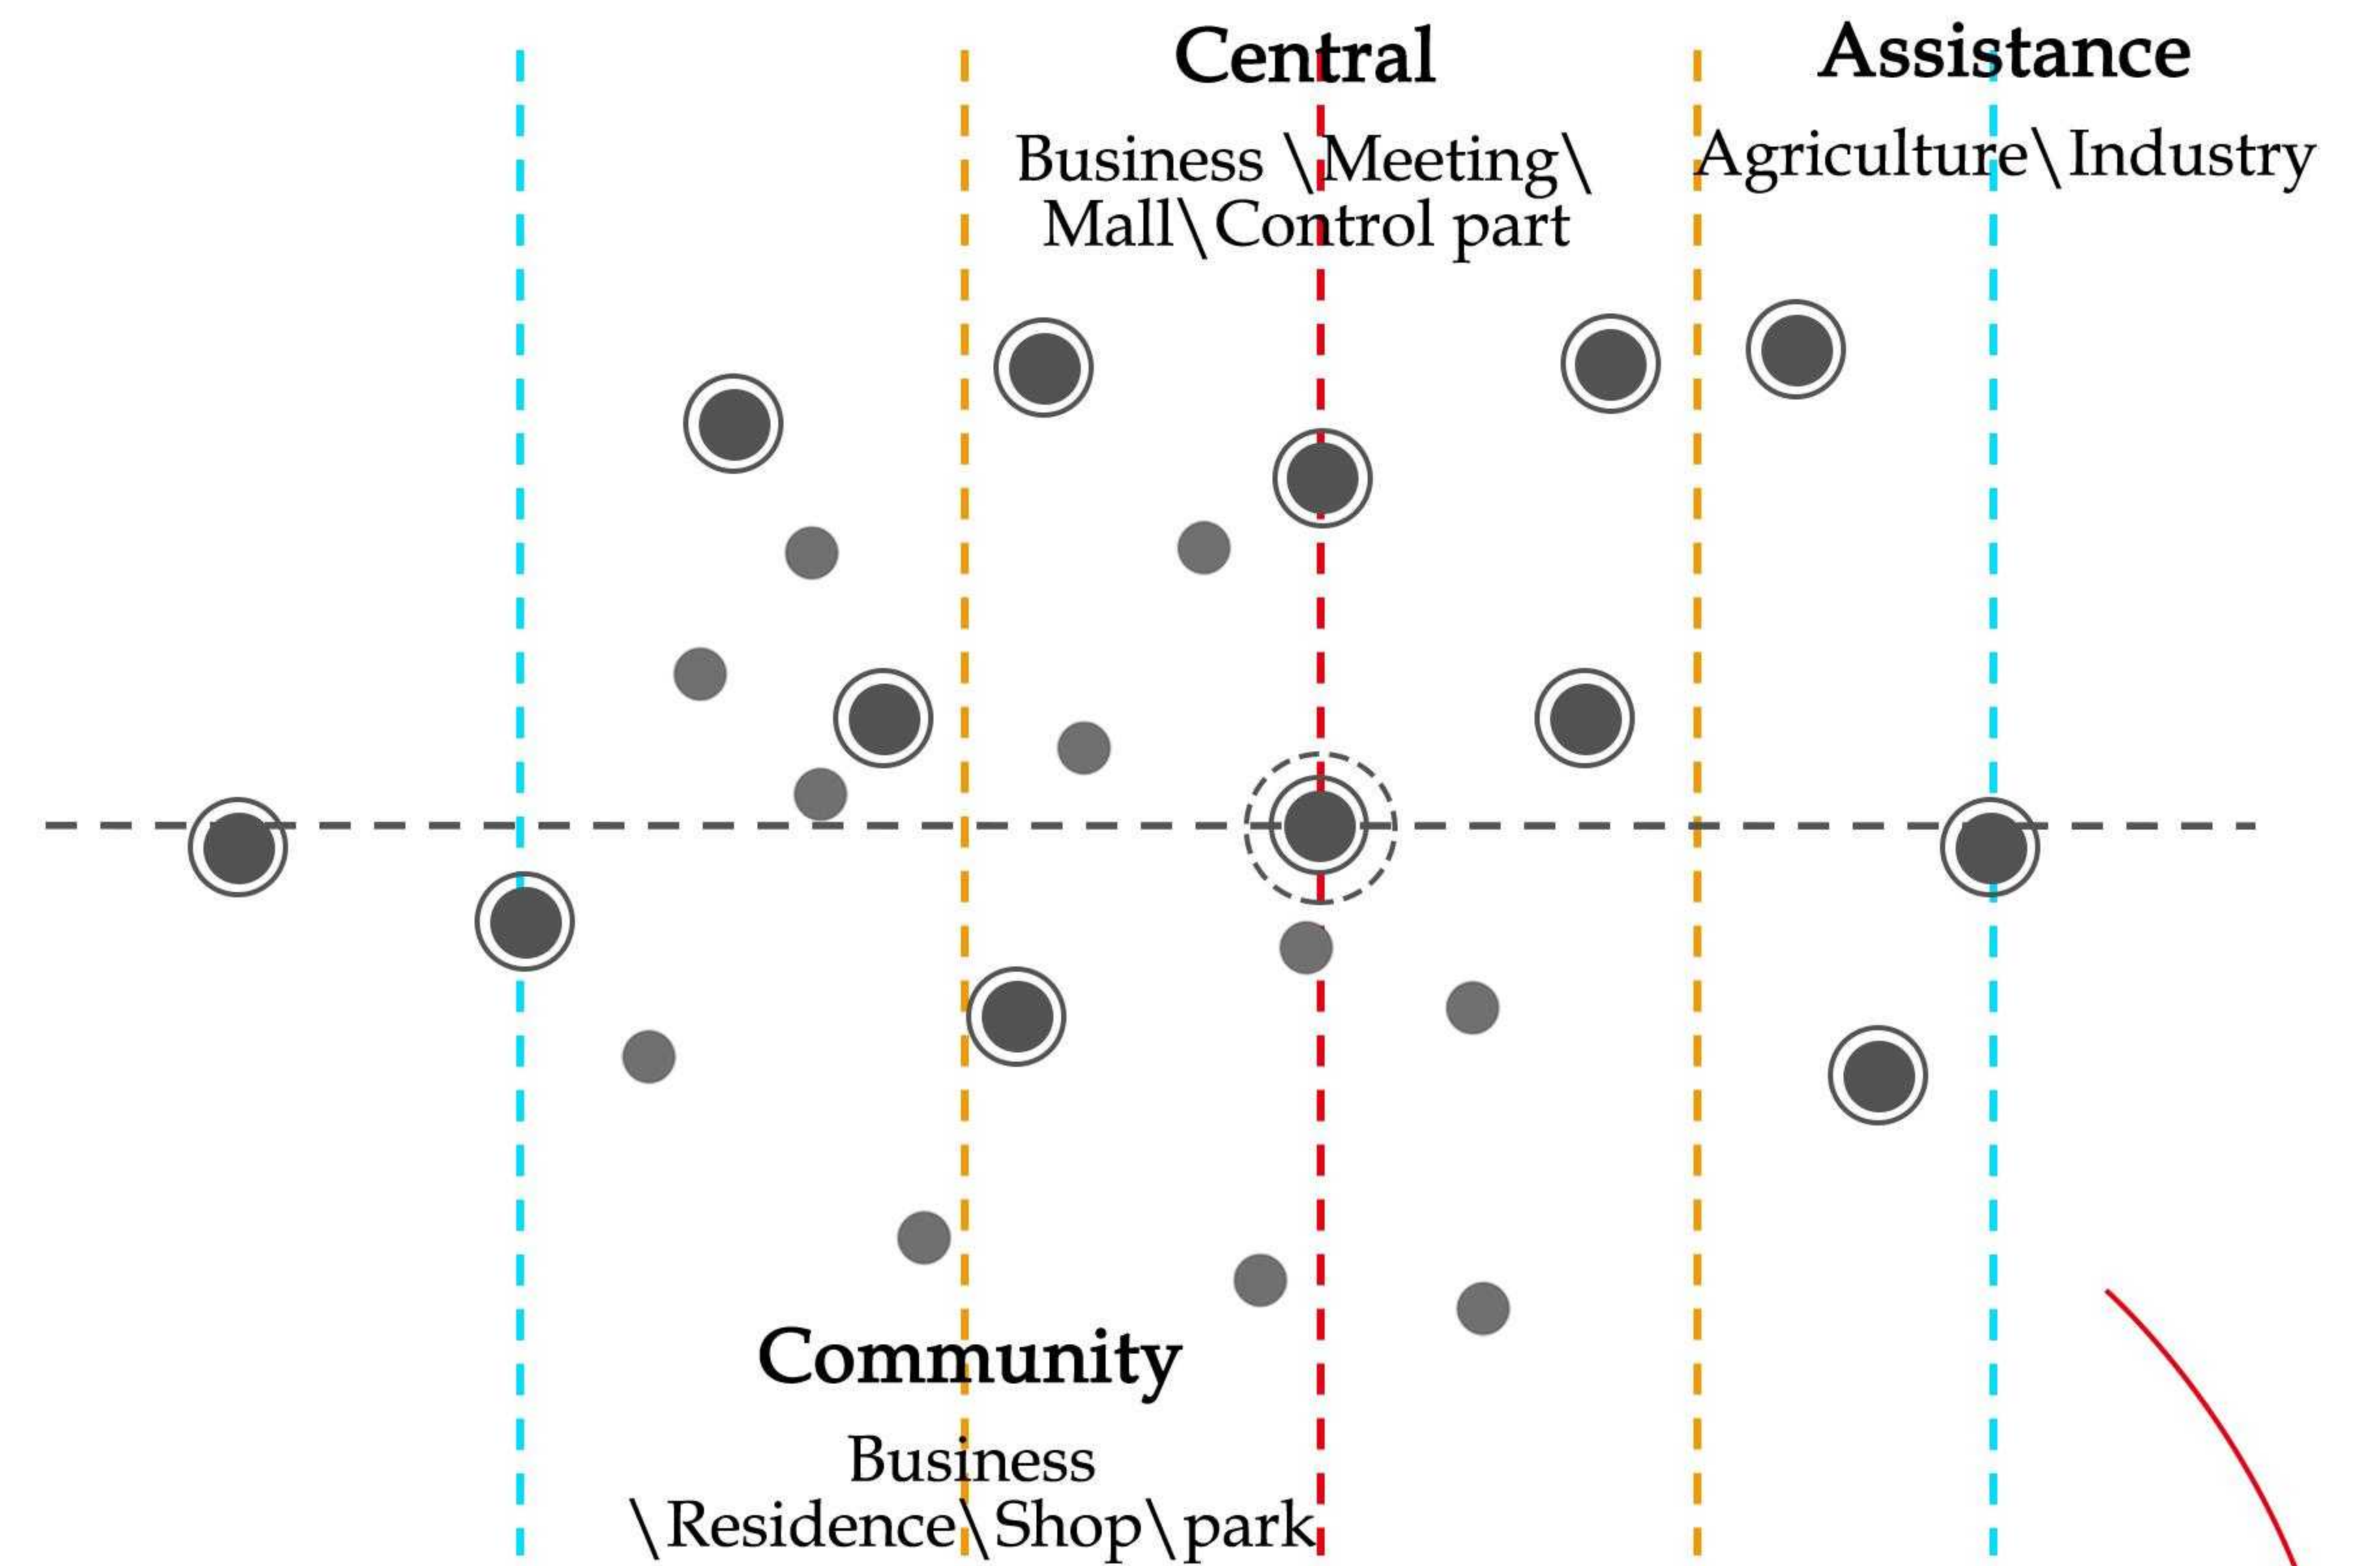 Central
Business \Meeting\
Mall\Control part
Assistance
Agriculture\Industry
Community
Business
\Residence\Shop\park